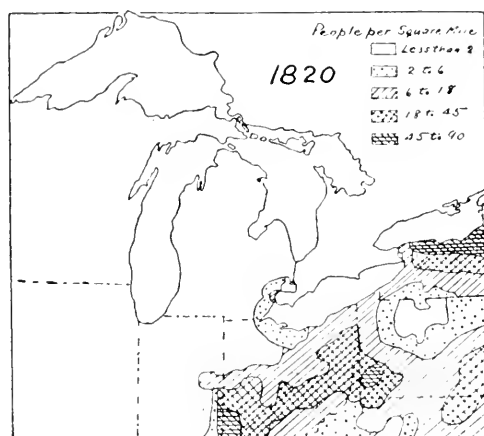 People per Square Mile
1820
Less than 2
2 to 6
6 to 18
18 to 45
45 to 90